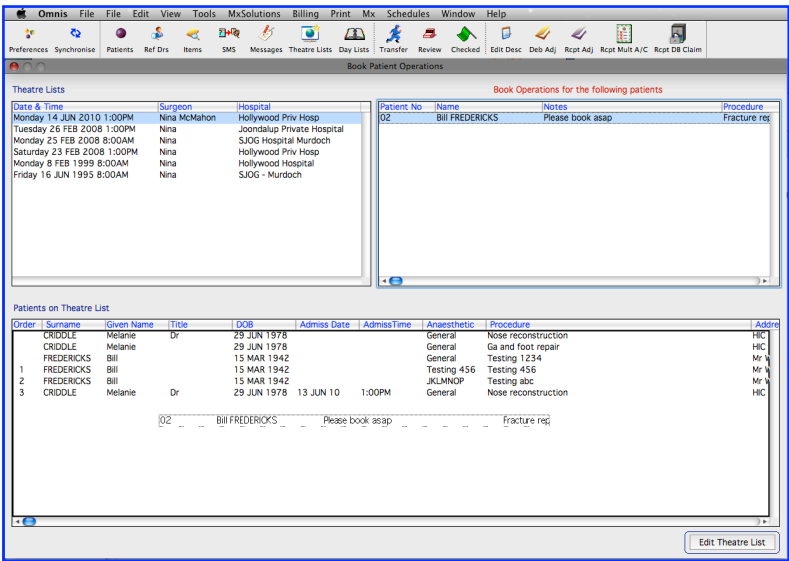 Omnis File File Edit View Tools MxSolutions Billing Print Mx Schedules Window Help
Preferences Synchronise Patients Ref Drs Items SMS Messages Theatre Lists Day Lists Transfer Review Checked Edit Desc Deb Adj Rcpt Adj Rcpt Mult A/C Rcpt DB Claim
Book Patient Operations
Theatre Lists
Date & Time Surgeon Hospital
Monday 14 JUN 2010 1:00PM Nina McMahon Hollywood Priv Hosp
Tuesday 26 FEB 2008 1:00PM Nina Joondalup Private Hospital
Monday 25 FEB 2008 8:00AM Nina SJOG Hospital Murdoch
Saturday 23 FEB 2008 1:00PM Nina Hollywood Priv Hosp
Monday 8 FEB 1999 8:00AM Nina Hollywood Hospital
Friday 16 JUN 1995 8:00AM Nina SJOG - Murdoch
Book Operations for the following patients
Patient No Name Notes Procedure
02 Bill FREDERICKS Please book asap Fracture rep
Patients on Theatre List
Order Surname Given Name Title DOB Admiss Date AdmissTime Anaesthetic Procedure Addre
CRIDDLE Melanie Dr 29 JUN 1978 General Nose reconstruction HIC
CRIDDLE Melanie 29 JUN 1978 General Ga and foot repair HIC
FREDERICKS Bill 15 MAR 1942 General Testing 1234 Mr W
1 FREDERICKS Bill 15 MAR 1942 Testing 456 Testing 456 Mr W
2 FREDERICKS Bill 15 MAR 1942 JKLMNOP Testing abc Mr W
3 CRIDDLE Melanie Dr 29 JUN 1978 13 JUN 10 1:00PM General Nose reconstruction HIC
02 Bill FREDERICKS Please book asap Fracture rep
Edit Theatre List